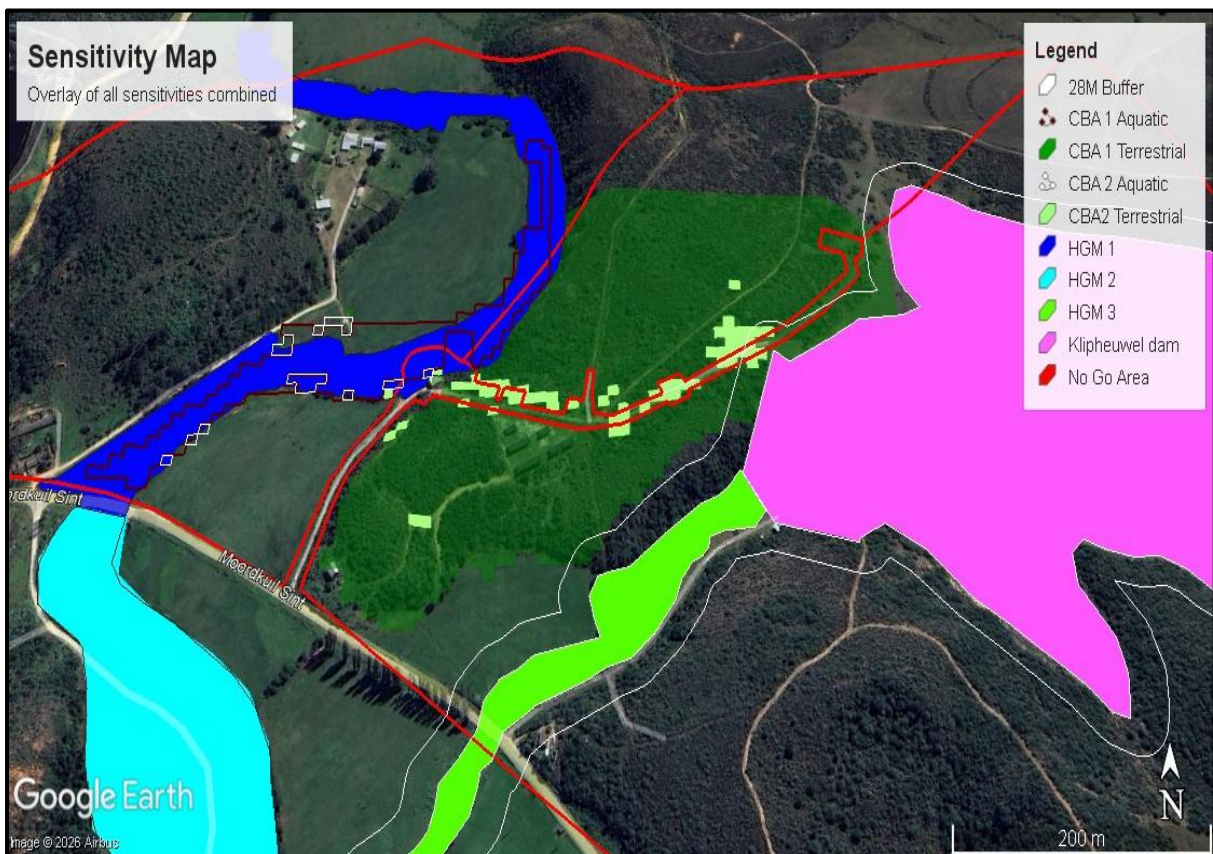 Sensitivity Map
Overlay of all sensitivities combined
Legend
28M Buffer
CBA 1 Aquatic
CBA 1 Terrestrial
CBA 2 Aquatic
CBA2 Terrestrial
HGM 1
HGM 2
HGM 3
Klipheuwel dam
No Go Area
ordkuil Sint
Moordkuil Sint
Google Earth
Image © 2026 Airbus
N
200 m